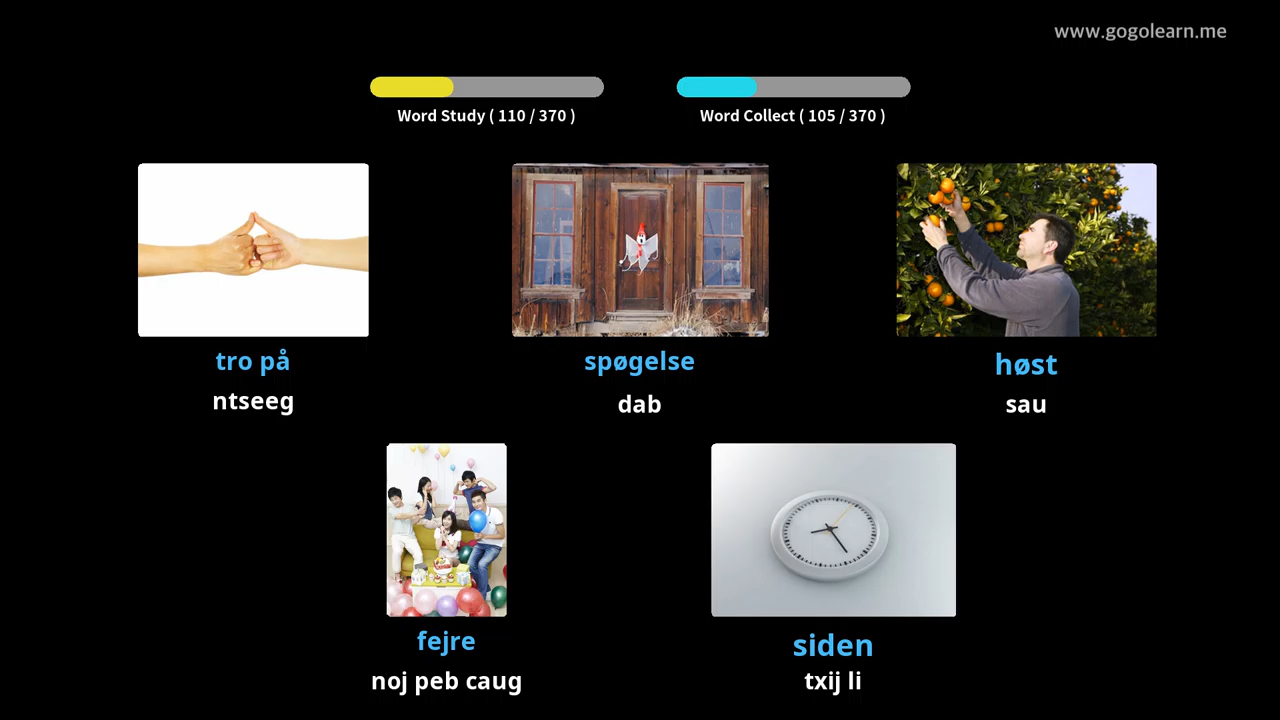 www.gogolearn.me
Word Study ( 110 / 370 )
Word Collect ( 105 / 370 )
tro på
ntseeg
spøgelse
dab
høst
sau
fejre
noj peb caug
siden
txij li